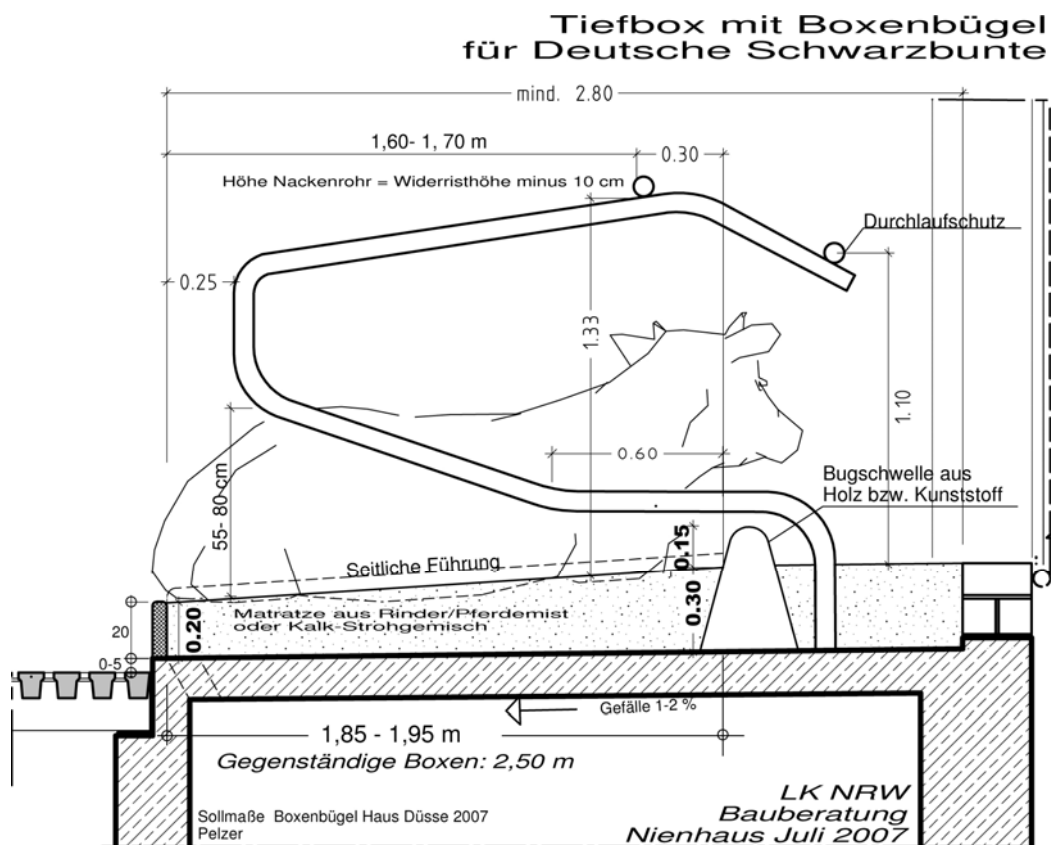 Tiefbox mit Boxenbügel
für Deutsche Schwarzbunte
mind. 2.80
1,60- 1, 70 m
0.30
Höhe Nackenrohr = Widerristhöhe minus 10 cm
Durchlaufschutz
0.25
1.33
1.10
0.60
Bugschwelle aus
Holz bzw. Kunststoff
55- 80 cm
0.15
Seitliche Führung
0.30
0.20
Matratze aus Rinder/Pferdemist
oder Kalk-Strohgemisch
20
0-5
Gefälle 1-2 %
1,85 - 1,95 m
Gegenständige Boxen: 2,50 m
Sollmaße Boxenbügel Haus Düsse 2007
Pelzer
LK NRW
Bauberatung
Nienhaus Juli 2007